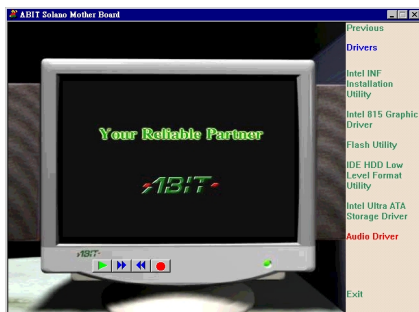 ABIT Solano Mother Board
Previous
Drivers
Intel INF
Installation
Utility
Intel 815 Graphic
Driver
Flash Utility
IDE HDD Low
Level Format
Utility
Intel Ultra ATA
Storage Driver
Audio Driver
Exit
Your Reliable Partner
ABIT
ABIT